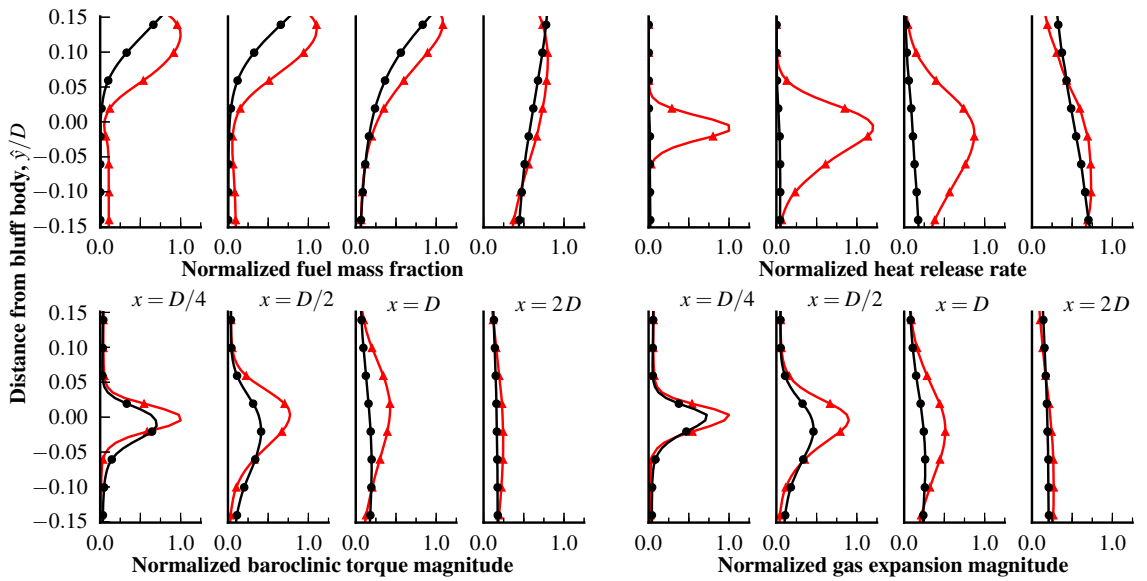 Distance from bluff body, ŷ/D
0.15
0.10
0.05
0.00
−0.05
−0.10
−0.15
0.0 1.0 0.0 1.0 0.0 1.0 0.0 1.0 0.0 1.0 0.0 1.0 0.0 1.0 0.0 1.0
Normalized fuel mass fraction Normalized heat release rate
x = D/4 x = D/2 x = D x = 2D x = D/4 x = D/2 x = D x = 2D
0.15
0.10
0.05
0.00
−0.05
−0.10
−0.15
0.0 1.0 0.0 1.0 0.0 1.0 0.0 1.0 0.0 1.0 0.0 1.0 0.0 1.0 0.0 1.0
Normalized baroclinic torque magnitude Normalized gas expansion magnitude